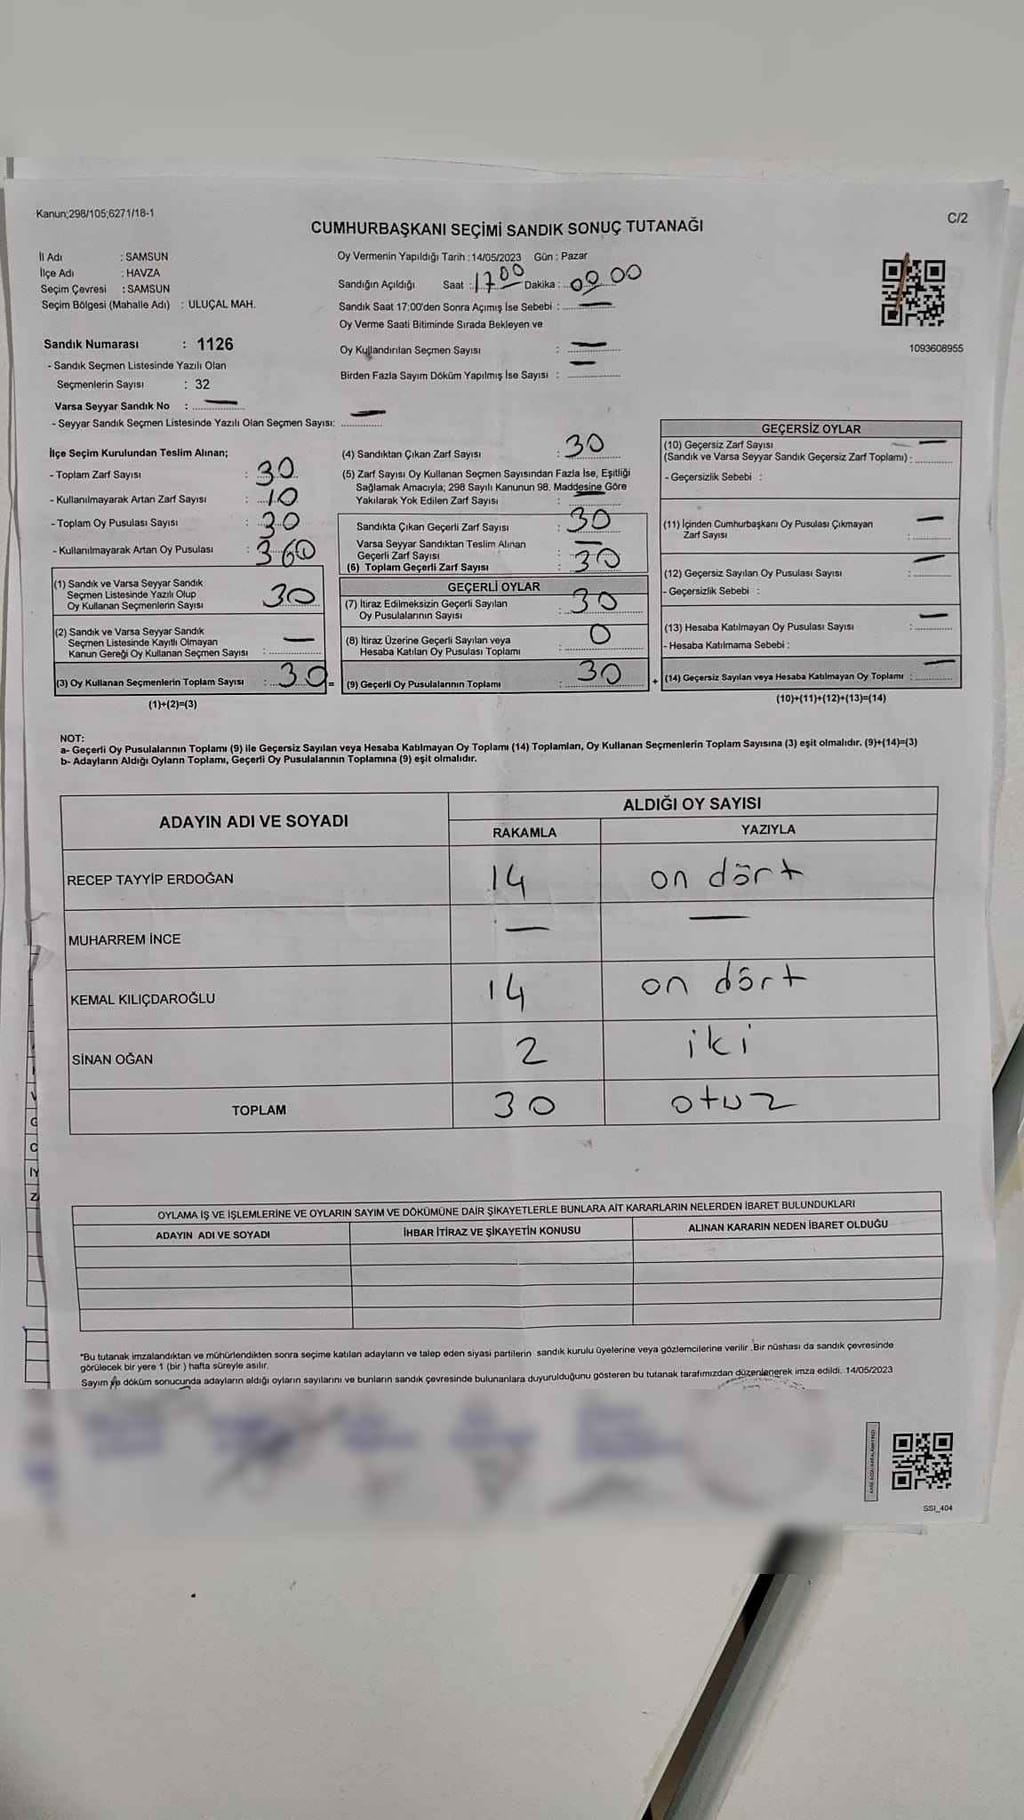 Kanun;298/105;6271/18-1
C/2
CUMHURBAŞKANI SEÇİMİ SANDIK SONUÇ TUTANAĞI
İl Adı : SAMSUN
İlçe Adı : HAVZA
Seçim Çevresi : SAMSUN
Seçim Bölgesi (Mahalle Adı) : ULUÇAL MAH.
Sandık Numarası : 1126
- Sandık Seçmen Listesinde Yazılı Olan
Seçmenlerin Sayısı : 32
Varsa Seyyar Sandık No : —
- Seyyar Sandık Seçmen Listesinde Yazılı Olan Seçmen Sayısı: —
Oy Vermenin Yapıldığı Tarih : 14/05/2023 Gün : Pazar
Sandığın Açıldığı Saat : 17 00 Dakika : 00 00
Sandık Saat 17:00'den Sonra Açımış İse Sebebi : —
Oy Verme Saati Bitiminde Sırada Bekleyen ve
Oy Kullandırılan Seçmen Sayısı : —
Birden Fazla Sayım Döküm Yapılmış İse Sayısı : —
1093608955
İlçe Seçim Kurulundan Teslim Alınan;
- Toplam Zarf Sayısı : 30
- Kullanılmayarak Artan Zarf Sayısı : 10
- Toplam Oy Pusulası Sayısı : 30
- Kullanılmayarak Artan Oy Pusulası : 360
(1) Sandık ve Varsa Seyyar Sandık
Seçmen Listesinde Yazılı Olup
Oy Kullanan Seçmenlerin Sayısı 30
(2) Sandık ve Varsa Seyyar Sandık
Seçmen Listesinde Kayıtlı Olmayan
Kanun Gereği Oy Kullanan Seçmen Sayısı : —
(3) Oy Kullanan Seçmenlerin Toplam Sayısı : 30 =
(1)+(2)=(3)
(4) Sandıktan Çıkan Zarf Sayısı : 30
(5) Zarf Sayısı Oy Kullanan Seçmen Sayısından Fazla İse, Eşitliği
Sağlamak Amacıyla; 298 Sayılı Kanunun 98. Maddesine Göre
Yakılarak Yok Edilen Zarf Sayısı : —
Sandıkta Çıkan Geçerli Zarf Sayısı : 30
Varsa Seyyar Sandıktan Teslim Alınan
Geçerli Zarf Sayısı : —
(6) Toplam Geçerli Zarf Sayısı : 30
GEÇERLİ OYLAR
(7) İtiraz Edilmeksizin Geçerli Sayılan
Oy Pusulalarının Sayısı : 30
(8) İtiraz Üzerine Geçerli Sayılan veya
Hesaba Katılan Oy Pusulası Toplamı : 0
(9) Geçerli Oy Pusulalarının Toplamı : 30 +
GEÇERSİZ OYLAR
(10) Geçersiz Zarf Sayısı
(Sandık ve Varsa Seyyar Sandık Geçersiz Zarf Toplamı) : —
- Geçersizlik Sebebi :
(11) İçinden Cumhurbaşkanı Oy Pusulası Çıkmayan
Zarf Sayısı : —
(12) Geçersiz Sayılan Oy Pusulası Sayısı : —
- Geçersizlik Sebebi :
(13) Hesaba Katılmayan Oy Pusulası Sayısı : —
- Hesaba Katılmama Sebebi :
(14) Geçersiz Sayılan veya Hesaba Katılmayan Oy Toplamı : —
(10)+(11)+(12)+(13)=(14)
NOT:
a- Geçerli Oy Pusulalarının Toplamı (9) ile Geçersiz Sayılan veya Hesaba Katılmayan Oy Toplamı (14) Toplamları, Oy Kullanan Seçmenlerin Toplam Sayısına (3) eşit olmalıdır. (9)+(14)=(3)
b- Adayların Aldığı Oyların Toplamı, Geçerli Oy Pusulalarının Toplamına (9) eşit olmalıdır.
ADAYIN ADI VE SOYADI
ALDIĞI OY SAYISI
RAKAMLA YAZIYLA
RECEP TAYYİP ERDOĞAN 14 on dört
MUHARREM İNCE — —
KEMAL KILIÇDAROĞLU 14 on dört
SİNAN OĞAN 2 iki
TOPLAM 30 otuz
OYLAMA İŞ VE İŞLEMLERİNE VE OYLARIN SAYIM VE DÖKÜMÜNE DAİR ŞİKAYETLERLE BUNLARA AİT KARARLARIN NELERDEN İBARET BULUNDUKLARI
ADAYIN ADI VE SOYADI İHBAR İTİRAZ VE ŞİKAYETİN KONUSU ALINAN KARARIN NEDEN İBARET OLDUĞU
*Bu tutanak imzalandıktan ve mühürlendikten sonra seçime katılan adayların ve talep eden siyasi partilerin sandık kurulu üyelerine veya gözlemcilerine verilir .Bir nüshası da sandık çevresinde
görülecek bir yere 1 (bir ) hafta süreyle asılır.
Sayım ve döküm sonucunda adayların aldığı oyların sayılarını ve bunların sandık çevresinde bulunanlara duyurulduğunu gösteren bu tutanak tarafımızdan düzenlenerek imza edildi. 14/05/2023
SSI_404